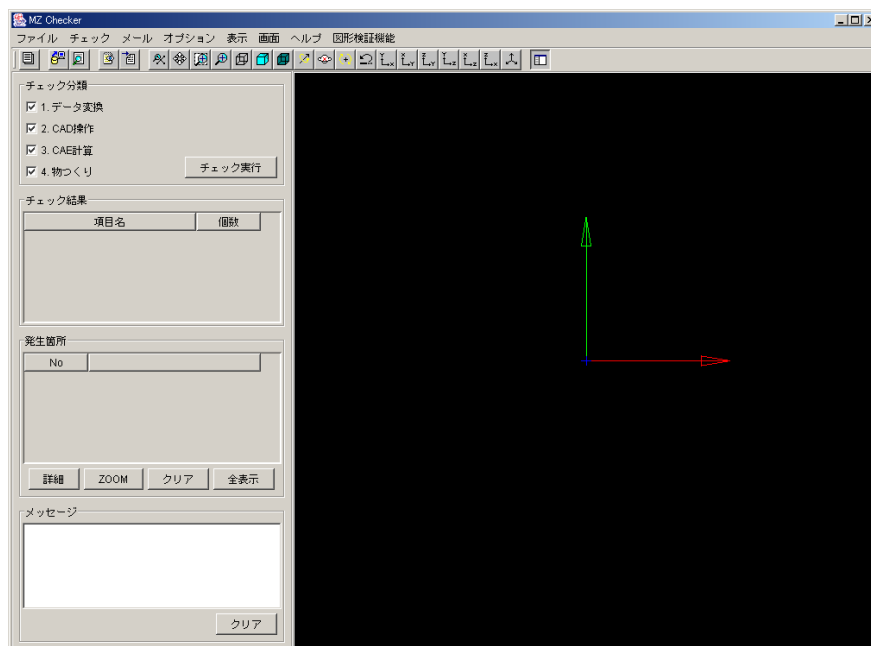 MZ Checker
ファイル チェック メール オプション 表示 画面 ヘルプ 図形検証機能
チェック分類
1. データ変換
2. CAD操作
3. CAE計算
4. 物つくり
チェック実行
チェック結果
項目名 個数
発生箇所
No
詳細 ZOOM クリア 全表示
メッセージ
クリア